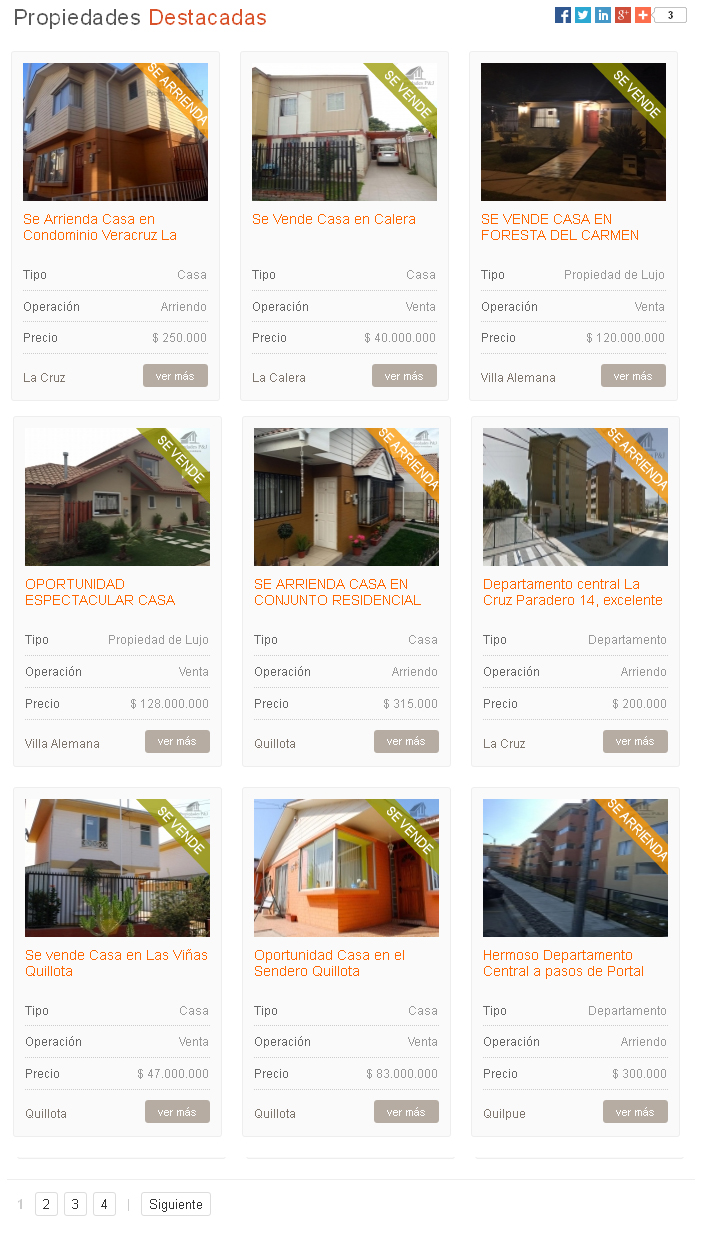 Propiedades Destacadas
3
SE ARRIENDA
Se Arrienda Casa en
Condominio Veracruz La
Tipo Casa
Operación Arriendo
Precio $ 250.000
La Cruz ver más
SE VENDE
Se Vende Casa en Calera
Tipo Casa
Operación Venta
Precio $ 40.000.000
La Calera ver más
SE VENDE
SE VENDE CASA EN
FORESTA DEL CARMEN
Tipo Propiedad de Lujo
Operación Venta
Precio $ 120.000.000
Villa Alemana ver más
SE VENDE
OPORTUNIDAD
ESPECTACULAR CASA
Tipo Propiedad de Lujo
Operación Venta
Precio $ 128.000.000
Villa Alemana ver más
SE ARRIENDA
SE ARRIENDA CASA EN
CONJUNTO RESIDENCIAL
Tipo Casa
Operación Arriendo
Precio $ 315.000
Quillota ver más
SE ARRIENDA
Departamento central La
Cruz Paradero 14, excelente
Tipo Departamento
Operación Arriendo
Precio $ 200.000
La Cruz ver más
SE VENDE
Se vende Casa en Las Viñas
Quillota
Tipo Casa
Operación Venta
Precio $ 47.000.000
Quillota ver más
SE VENDE
Oportunidad Casa en el
Sendero Quillota
Tipo Casa
Operación Venta
Precio $ 83.000.000
Quillota ver más
SE ARRIENDA
Hermoso Departamento
Central a pasos de Portal
Tipo Departamento
Operación Arriendo
Precio $ 300.000
Quilpue ver más
1 2 3 4 | Siguiente